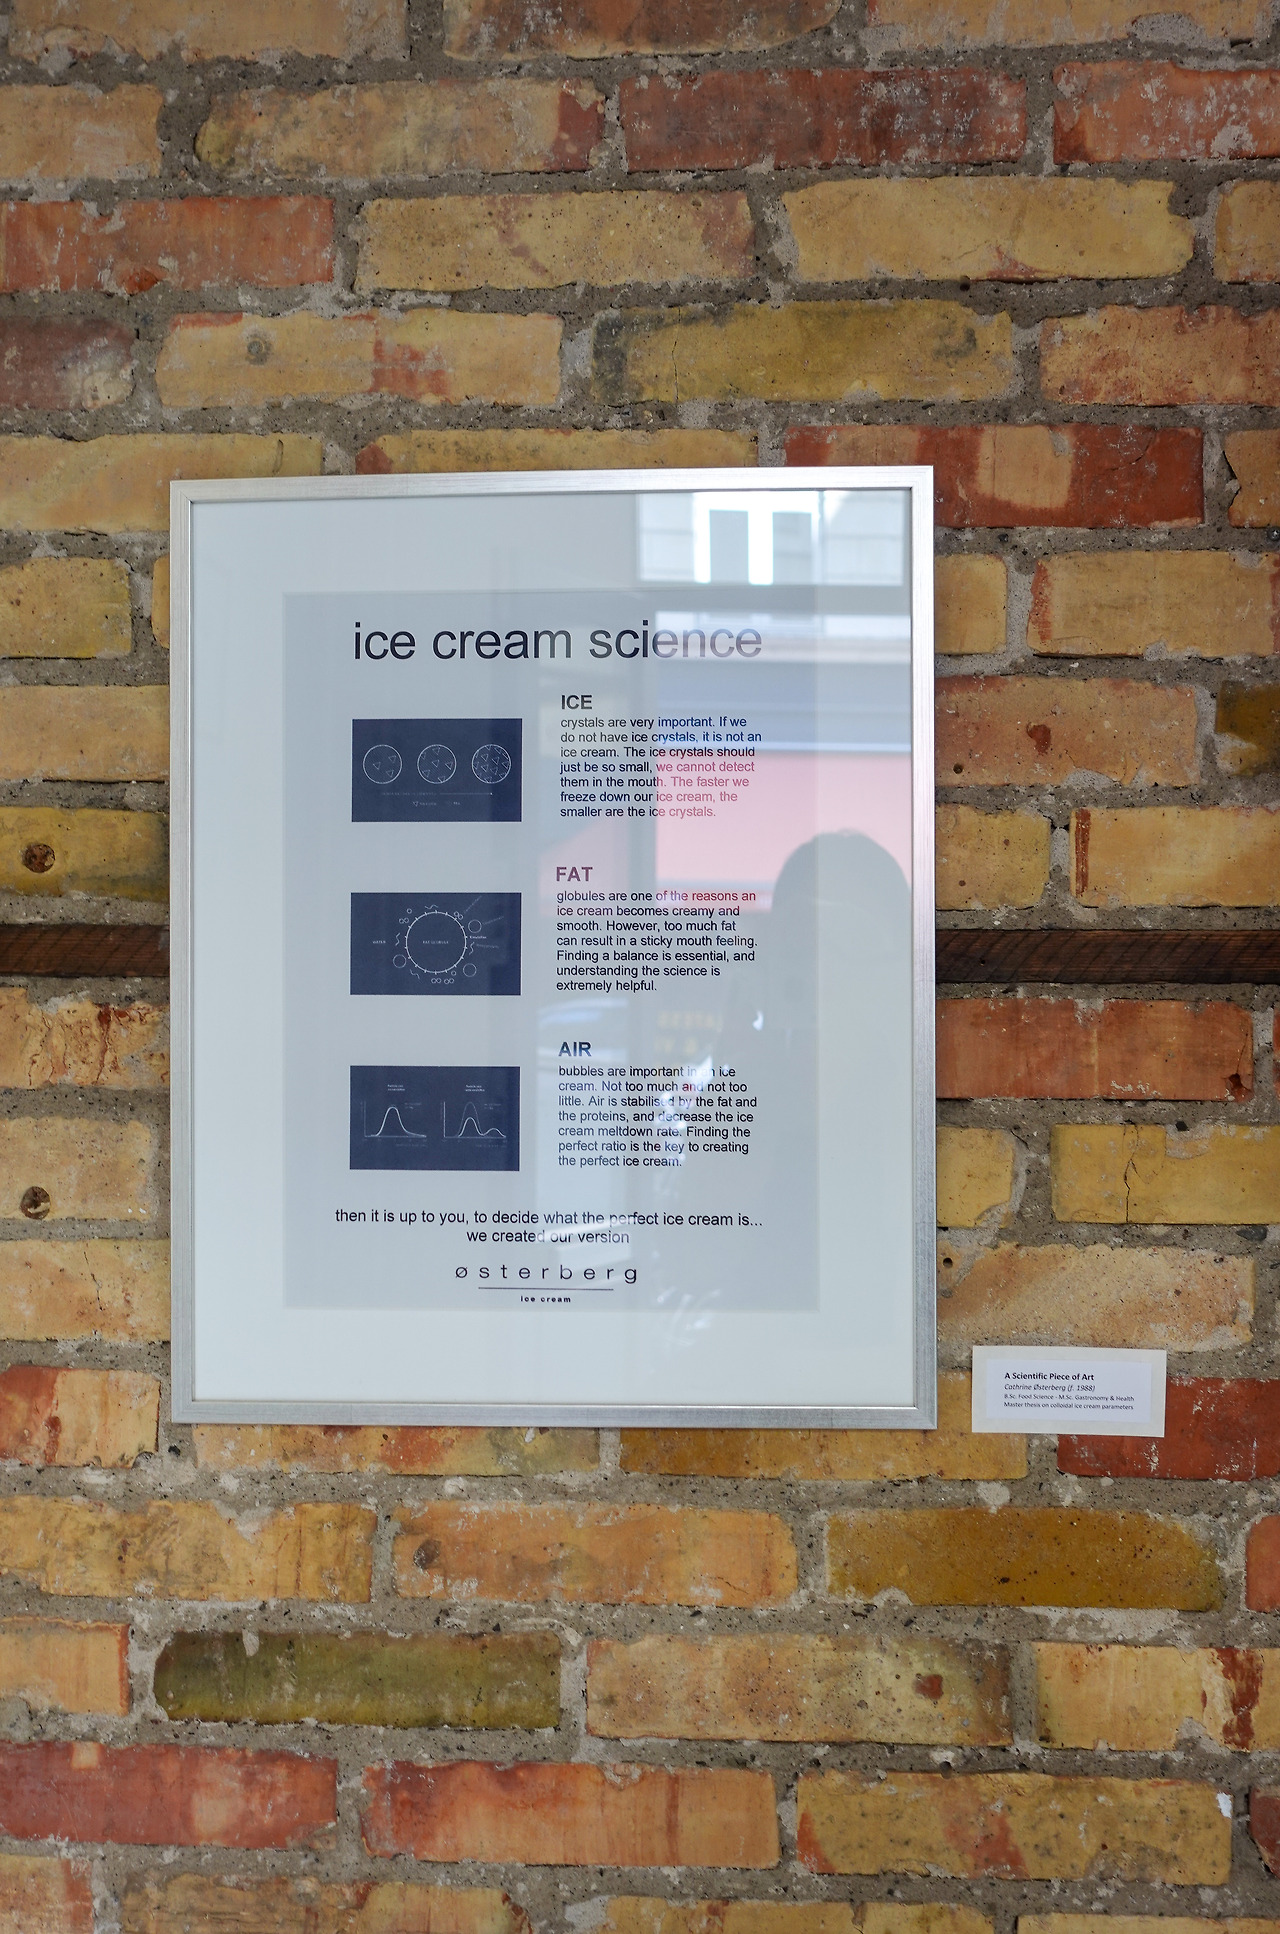 ice cream science
ICE
crystals are very important. If we
do not have ice crystals, it is not an
ice cream. The ice crystals should
just be so small, we cannot detect
them in the mouth. The faster we
freeze down our ice cream, the
smaller are the ice crystals.
FAT
globules are one of the reasons an
ice cream becomes creamy and
smooth. However, too much fat
can result in a sticky mouth feeling.
Finding a balance is essential, and
understanding the science is
extremely helpful.
WATER
FAT GLOBULE
AIR
bubbles are important in an ice
cream. Not too much and not too
little. Air is stabilised by the fat and
the proteins, and decrease the ice
cream meltdown rate. Finding the
perfect ratio is the key to creating
the perfect ice cream.
then it is up to you, to decide what the perfect ice cream is...
we created our version
østerberg
ice cream
A Scientific Piece of Art
Cathrine Østerberg (f. 1988)
B.Sc. Food Science - M.Sc. Gastronomy & Health
Master thesis on colloidal ice cream parameters